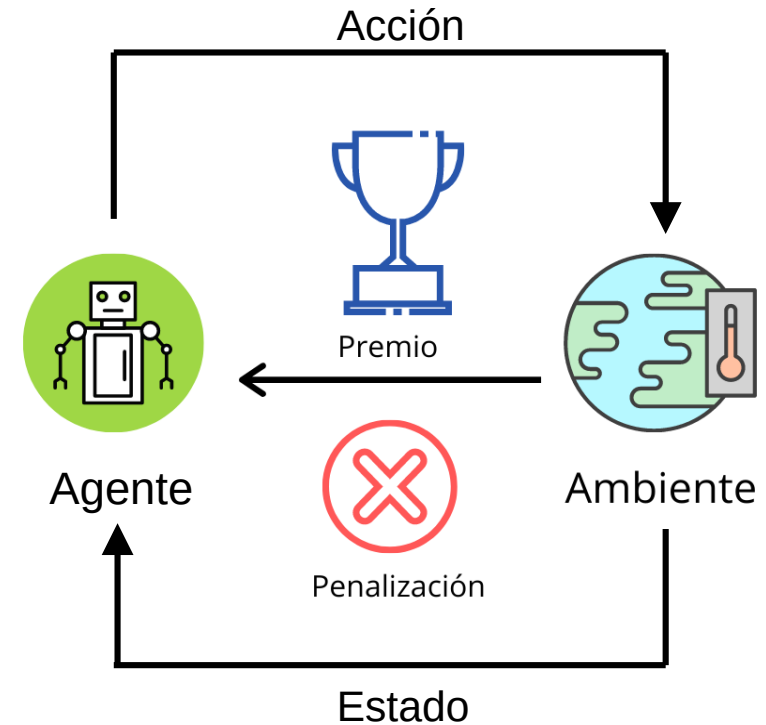 Acción
Premio
Agente
Ambiente
Penalización
Estado